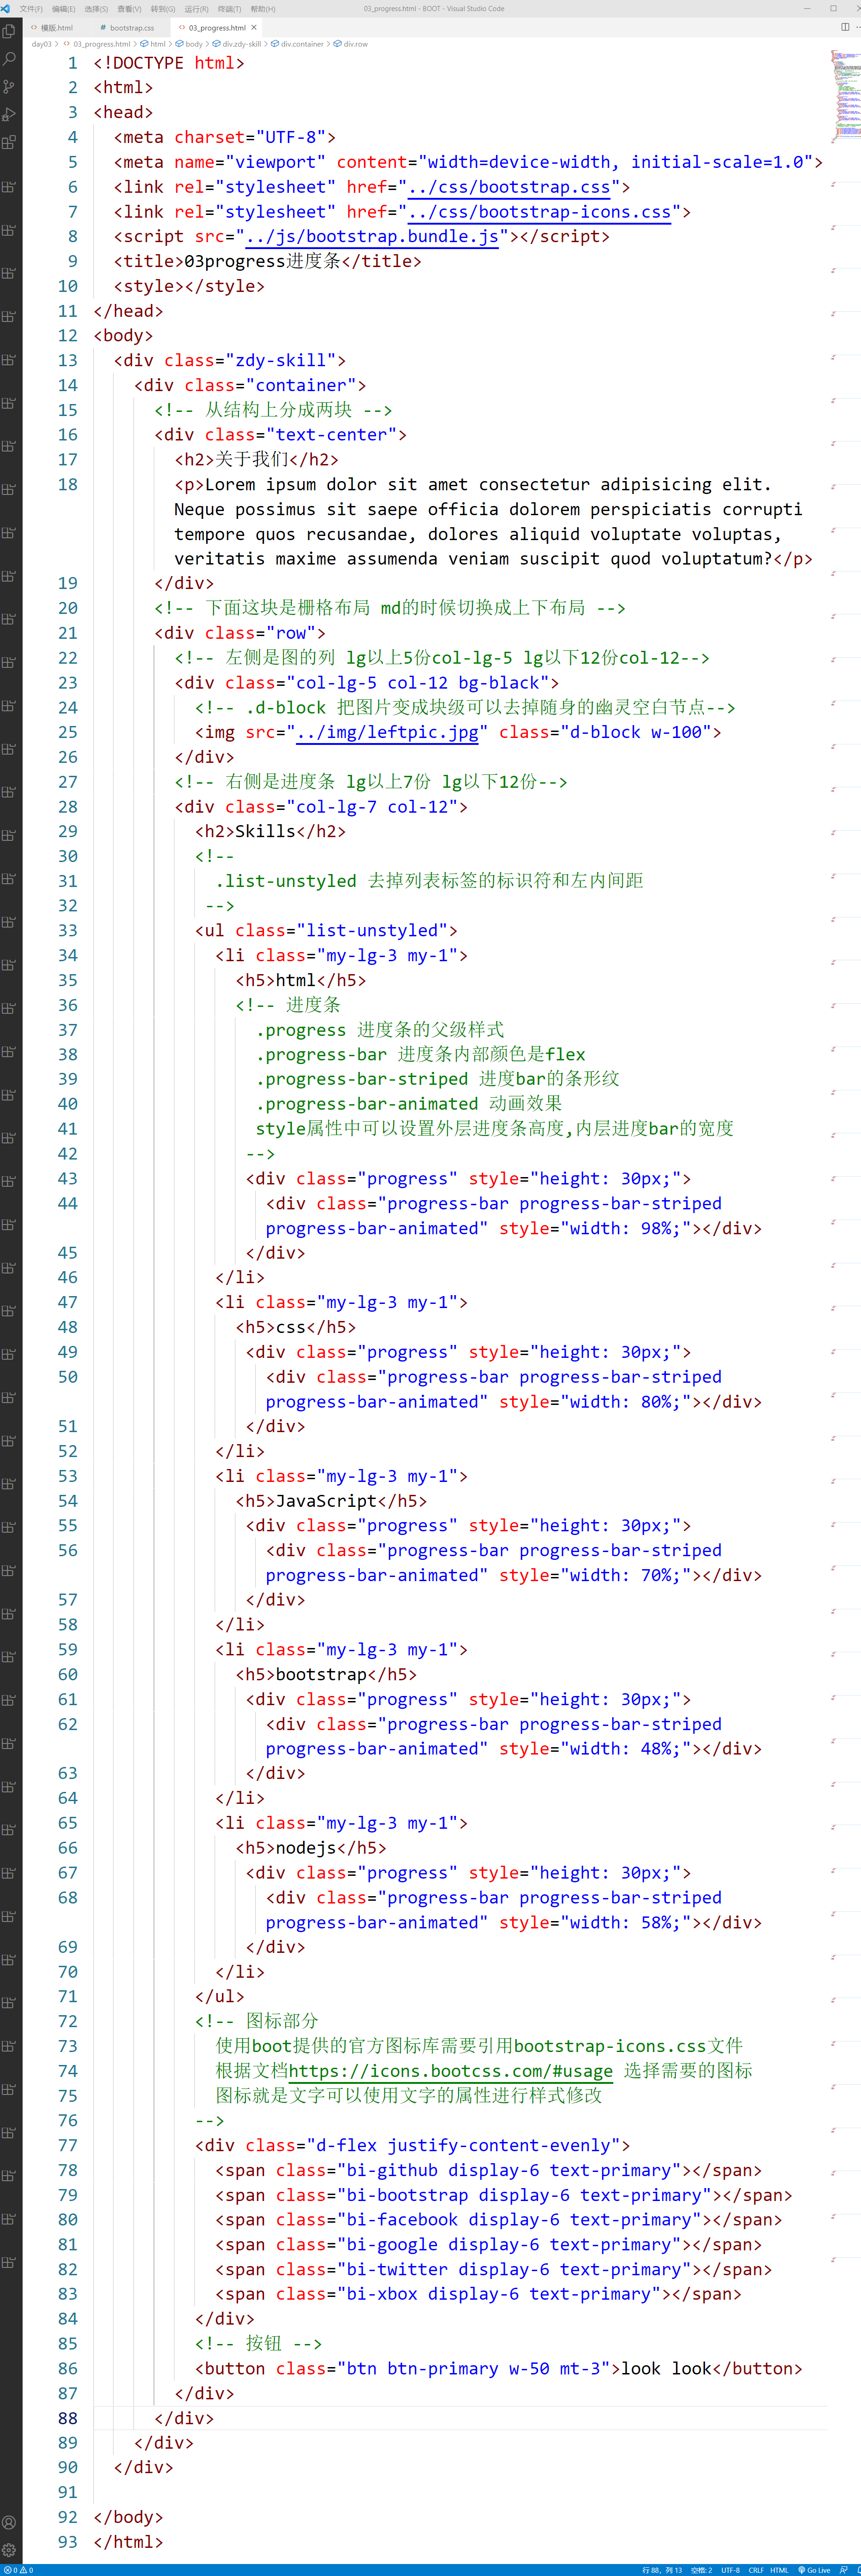 文件(F) 编辑(E) 选择(S) 查看(V) 转到(G) 运行(R) 终端(T) 帮助(H) 03_progress.html - BOOT - Visual Studio Code
模版.html bootstrap.css 03_progress.html
day03 > 03_progress.html > html > body > div.zdy-skill > div.container > div.row
1 <!DOCTYPE html>
2 <html>
3 <head>
4 <meta charset="UTF-8">
5 <meta name="viewport" content="width=device-width, initial-scale=1.0">
6 <link rel="stylesheet" href="../css/bootstrap.css">
7 <link rel="stylesheet" href="../css/bootstrap-icons.css">
8 <script src="../js/bootstrap.bundle.js"></script>
9 <title>03progress进度条</title>
10 <style></style>
11 </head>
12 <body>
13 <div class="zdy-skill">
14 <div class="container">
15 <!-- 从结构上分成两块 -->
16 <div class="text-center">
17 <h2>关于我们</h2>
18 <p>Lorem ipsum dolor sit amet consectetur adipisicing elit.
Neque possimus sit saepe officia dolorem perspiciatis corrupti
tempore quos recusandae, dolores aliquid voluptate voluptas,
veritatis maxime assumenda veniam suscipit quod voluptatum?</p>
19 </div>
20 <!-- 下面这块是栅格布局 md的时候切换成上下布局 -->
21 <div class="row">
22 <!-- 左侧是图的列 lg以上5份col-lg-5 lg以下12份col-12-->
23 <div class="col-lg-5 col-12 bg-black">
24 <!-- .d-block 把图片变成块级可以去掉随身的幽灵空白节点-->
25 <img src="../img/leftpic.jpg" class="d-block w-100">
26 </div>
27 <!-- 右侧是进度条 lg以上7份 lg以下12份-->
28 <div class="col-lg-7 col-12">
29 <h2>Skills</h2>
30 <!--
31 .list-unstyled 去掉列表标签的标识符和左内间距
32 -->
33 <ul class="list-unstyled">
34 <li class="my-lg-3 my-1">
35 <h5>html</h5>
36 <!-- 进度条
37 .progress 进度条的父级样式
38 .progress-bar 进度条内部颜色是flex
39 .progress-bar-striped 进度bar的条形纹
40 .progress-bar-animated 动画效果
41 style属性中可以设置外层进度条高度,内层进度bar的宽度
42 -->
43 <div class="progress" style="height: 30px;">
44 <div class="progress-bar progress-bar-striped
progress-bar-animated" style="width: 98%;"></div>
45 </div>
46 </li>
47 <li class="my-lg-3 my-1">
48 <h5>css</h5>
49 <div class="progress" style="height: 30px;">
50 <div class="progress-bar progress-bar-striped
progress-bar-animated" style="width: 80%;"></div>
51 </div>
52 </li>
53 <li class="my-lg-3 my-1">
54 <h5>JavaScript</h5>
55 <div class="progress" style="height: 30px;">
56 <div class="progress-bar progress-bar-striped
progress-bar-animated" style="width: 70%;"></div>
57 </div>
58 </li>
59 <li class="my-lg-3 my-1">
60 <h5>bootstrap</h5>
61 <div class="progress" style="height: 30px;">
62 <div class="progress-bar progress-bar-striped
progress-bar-animated" style="width: 48%;"></div>
63 </div>
64 </li>
65 <li class="my-lg-3 my-1">
66 <h5>nodejs</h5>
67 <div class="progress" style="height: 30px;">
68 <div class="progress-bar progress-bar-striped
progress-bar-animated" style="width: 58%;"></div>
69 </div>
70 </li>
71 </ul>
72 <!-- 图标部分
73 使用boot提供的官方图标库需要引用bootstrap-icons.css文件
74 根据文档https://icons.bootcss.com/#usage 选择需要的图标
75 图标就是文字可以使用文字的属性进行样式修改
76 -->
77 <div class="d-flex justify-content-evenly">
78 <span class="bi-github display-6 text-primary"></span>
79 <span class="bi-bootstrap display-6 text-primary"></span>
80 <span class="bi-facebook display-6 text-primary"></span>
81 <span class="bi-google display-6 text-primary"></span>
82 <span class="bi-twitter display-6 text-primary"></span>
83 <span class="bi-xbox display-6 text-primary"></span>
84 </div>
85 <!-- 按钮 -->
86 <button class="btn btn-primary w-50 mt-3">look look</button>
87 </div>
88 </div>
89 </div>
90 </div>
91
92 </body>
93 </html>
0 0 行 88, 列 13 空格: 2 UTF-8 CRLF HTML Go Live